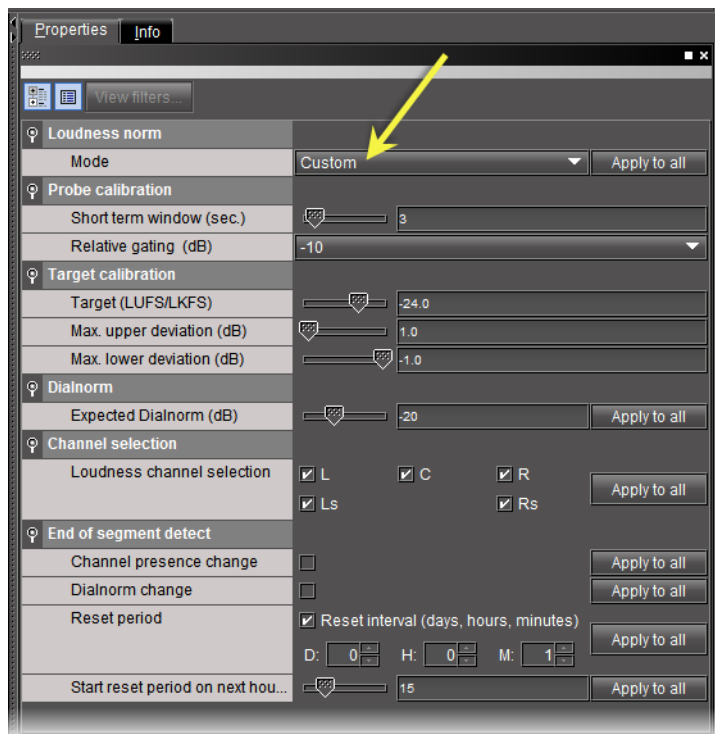 Properties Info
View filters...
Loudness norm
Mode Custom Apply to all
Probe calibration
Short term window (sec.) 3
Relative gating (dB) -10
Target calibration
Target (LUFS/LKFS) -24.0
Max. upper deviation (dB) 1.0
Max. lower deviation (dB) -1.0
Dialnorm
Expected Dialnorm (dB) -20 Apply to all
Channel selection
Loudness channel selection L C R
Ls Rs Apply to all
End of segment detect
Channel presence change Apply to all
Dialnorm change Apply to all
Reset period Reset interval (days, hours, minutes)
D: 0 H: 0 M: 1 Apply to all
Start reset period on next hou... 15 Apply to all